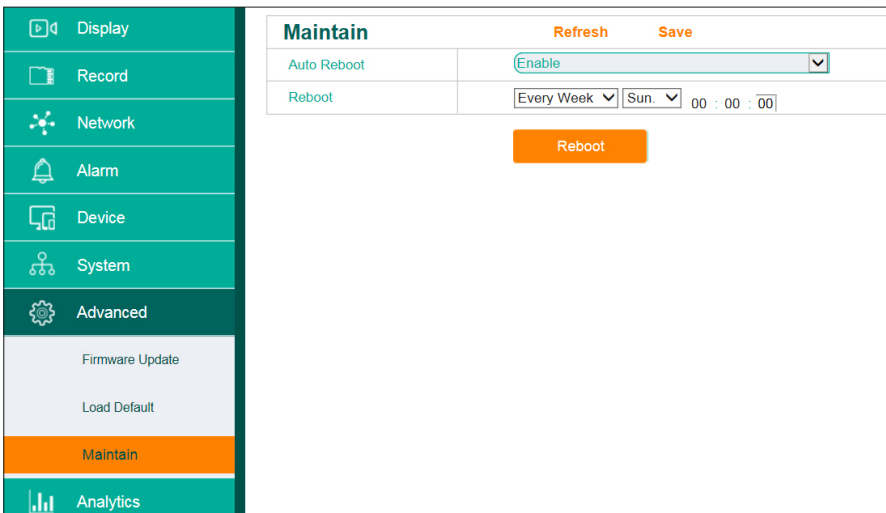 Display
Record
Network
Alarm
Device
System
Advanced
Firmware Update
Load Default
Maintain
Analytics
Maintain Refresh Save
Auto Reboot Enable
Reboot Every Week Sun. 00 : 00 : 00
Reboot